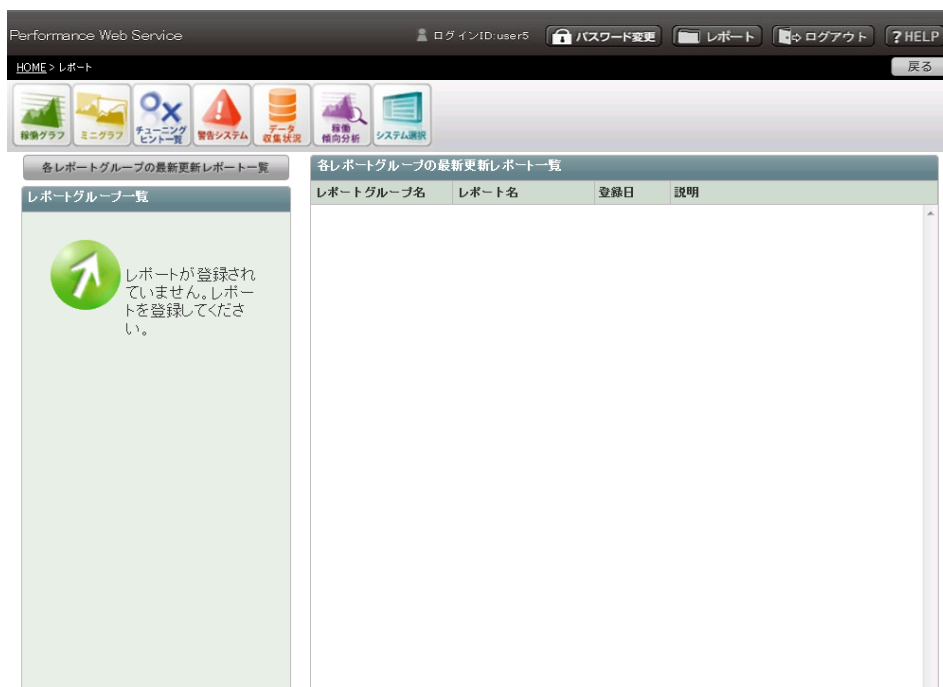 Performance Web Service
ログインID:user5
パスワード変更
レポート
ログアウト
?HELP
HOME > レポート
戻る
稼働グラフ
ミニグラフ
チューニング
ヒント一覧
警告システム
データ
収集状況
稼働
傾向分析
システム選択
各レポートグループの最新更新レポート一覧
レポートグループ一覧
レポートが登録され
ていません。レポー
トを登録してくださ
い。
各レポートグループの最新更新レポート一覧
レポートグループ名 レポート名 登録日 説明